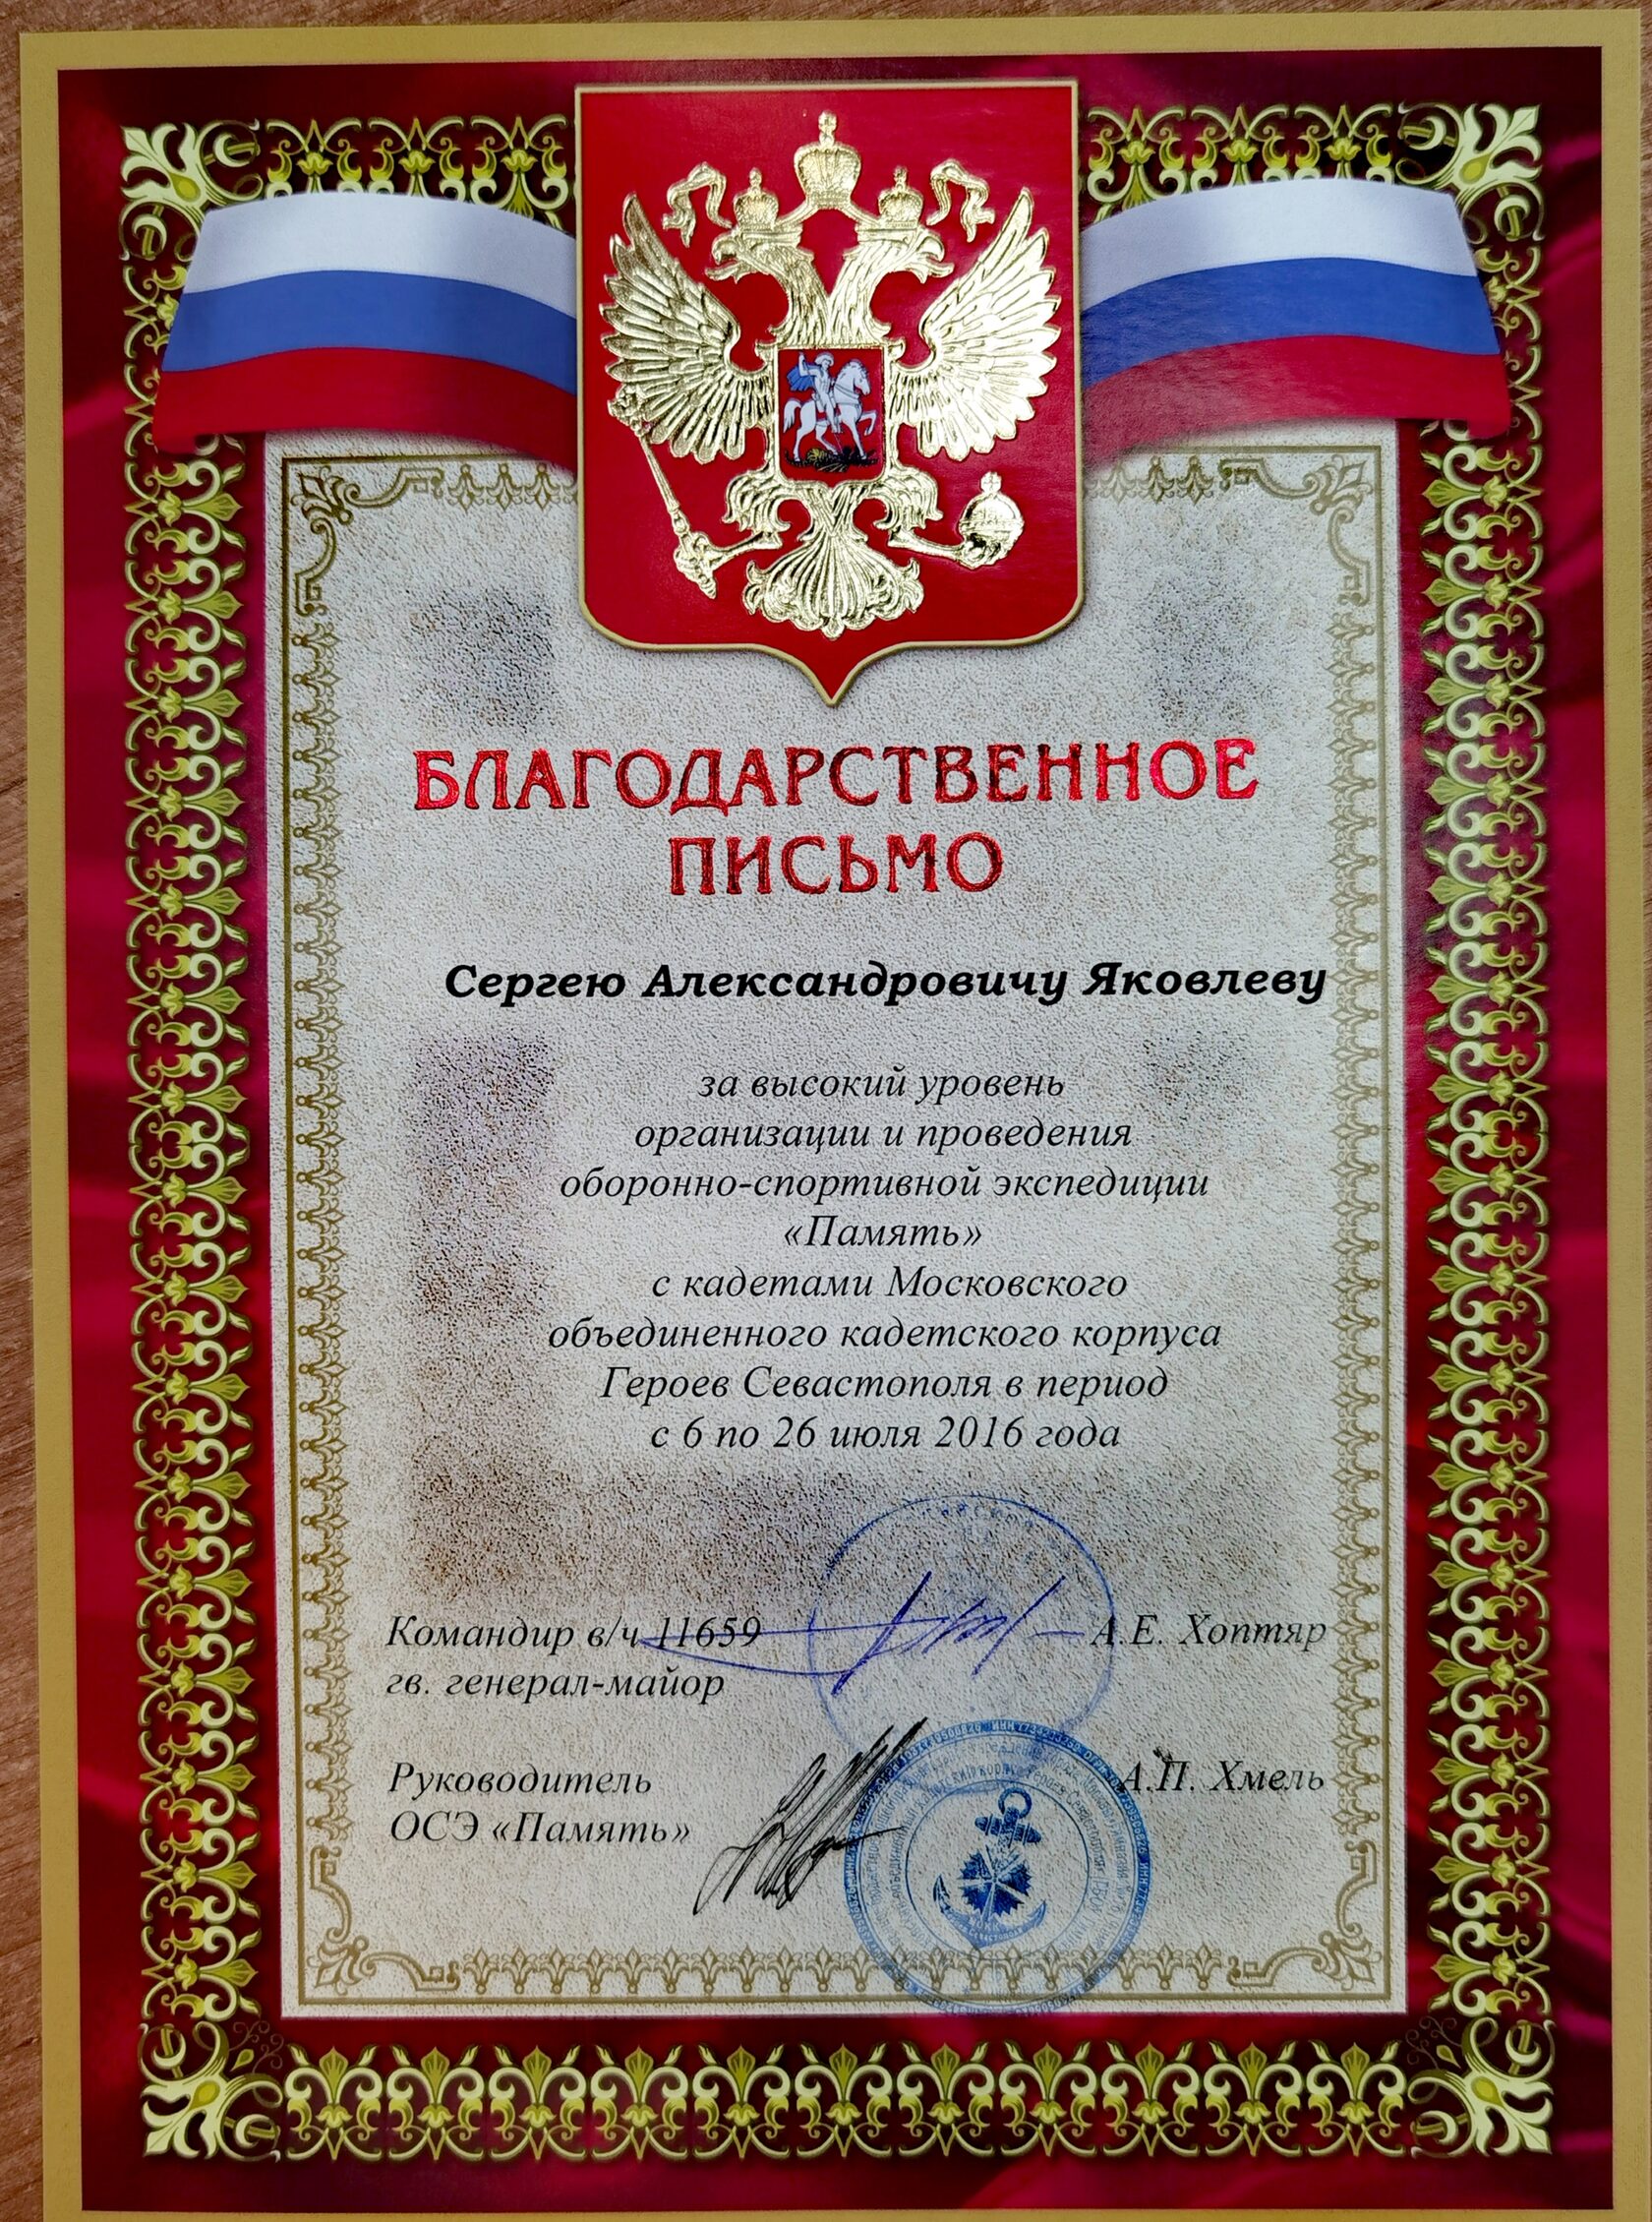 БЛАГОДАРСТВЕННОЕ
ПИСЬМО
Сергею Александровичу Яковлеву
за высокий уровень
организации и проведения
оборонно-спортивной экспедиции
«Память»
с кадетами Московского
объединенного кадетского корпуса
Героев Севастополя в период
с 6 по 26 июля 2016 года
Командир в/ч 11659 А.Е. Хоптяр
гв. генерал-майор
Руководитель А.П. Хмель
ОСЭ «Память»